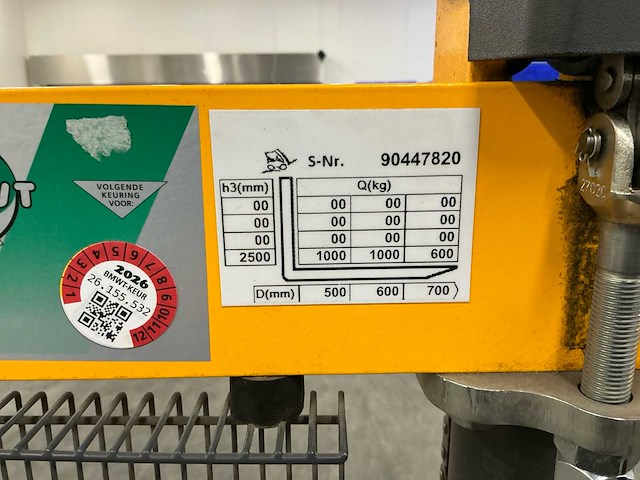 UT
VOLGENDE
KEURING
VOOR:
1 2 3 4 5 6 7 8 9 10 11 12
2026
BMWT-KEUR
26.155.532
S-Nr. 90447820
h3(mm) Q(kg)
00 00 00 00
00 00 00 00
00 00 00 00
2500 1000 1000 600
D(mm) 500 600 700